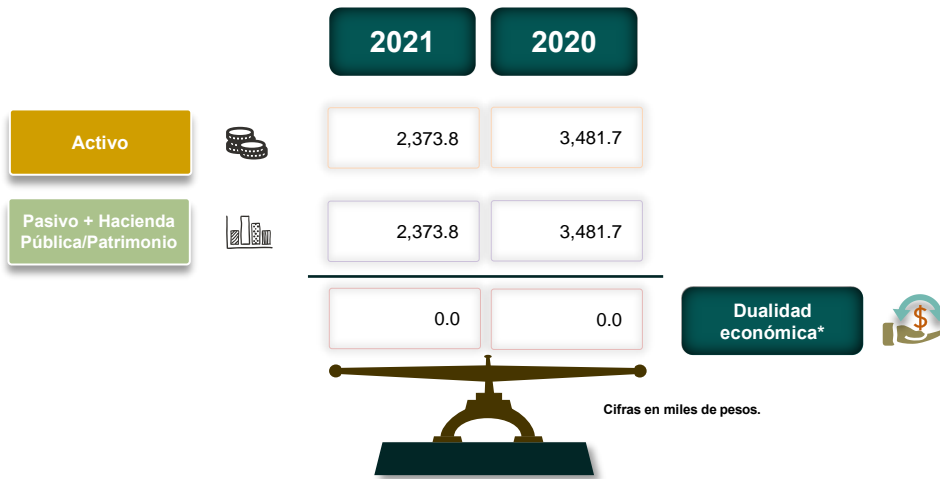 2021 2020
Activo 2,373.8 3,481.7
Pasivo + Hacienda
Pública/Patrimonio
2,373.8 3,481.7
0.0 0.0
Dualidad
económica*
$
Cifras en miles de pesos.